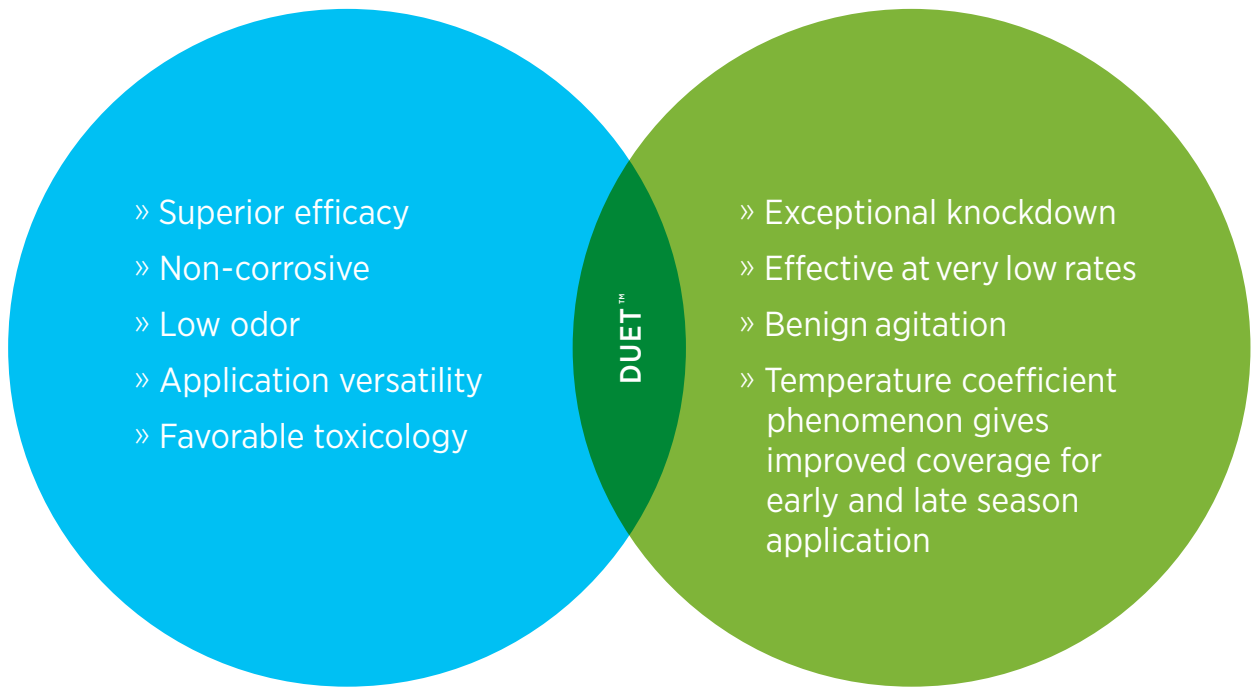 » Superior efficacy
» Non-corrosive
» Low odor
» Application versatility
» Favorable toxicology
DUET™
» Exceptional knockdown
» Effective at very low rates
» Benign agitation
» Temperature coefficient
phenomenon gives
improved coverage for
early and late season
application